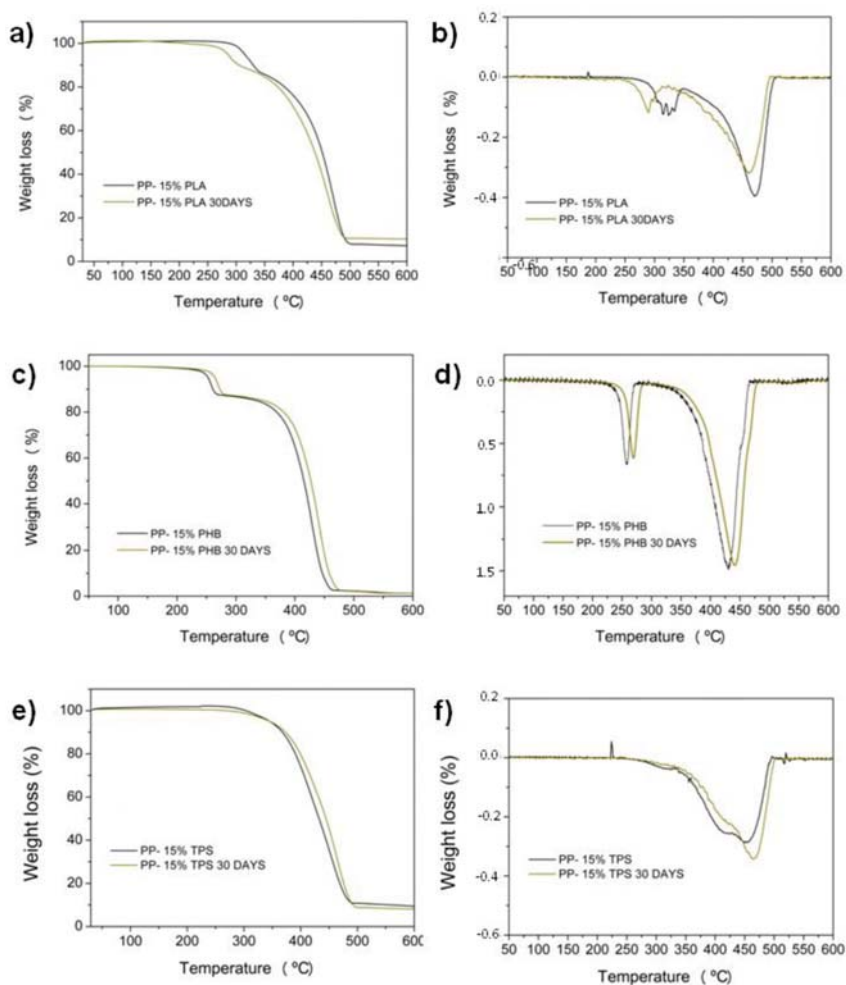 a)
100
80
60
40
20
0
50 100 150 200 250 300 350 400 450 500 550 600
Weight loss (%)
Temperature (ºC)
PP- 15% PLA
PP- 15% PLA 30DAYS
b)
0.2
0.0
-0.2
-0.4
-0.6
50 100 150 200 250 300 350 400 450 500 550 600
Weight loss (%)
Temperature (ºC)
PP- 15% PLA
PP- 15% PLA 30DAYS
c)
100
80
60
40
20
0
100 200 300 400 500 600
Weight loss (%)
Temperature (ºC)
PP- 15% PHB
PP- 15% PHB 30 DAYS
d)
0.0
0.5
1.0
1.5
50 100 150 200 250 300 350 400 450 500 550 600
Temperature (ºC)
PP- 15% PHB
PP- 15% PHB 30 DAYS
e)
100
80
60
40
20
0
100 200 300 400 500 600
Weight loss (%)
Temperature (ºC)
PP- 15% TPS
PP- 15% TPS 30 DAYS
f)
0.2
0.0
-0.2
-0.4
-0.6
50 100 150 200 250 300 350 400 450 500 550 600
Weight loss (%)
Temperature (ºC)
PP- 15% TPS
PP- 15% TPS 30 DAYS